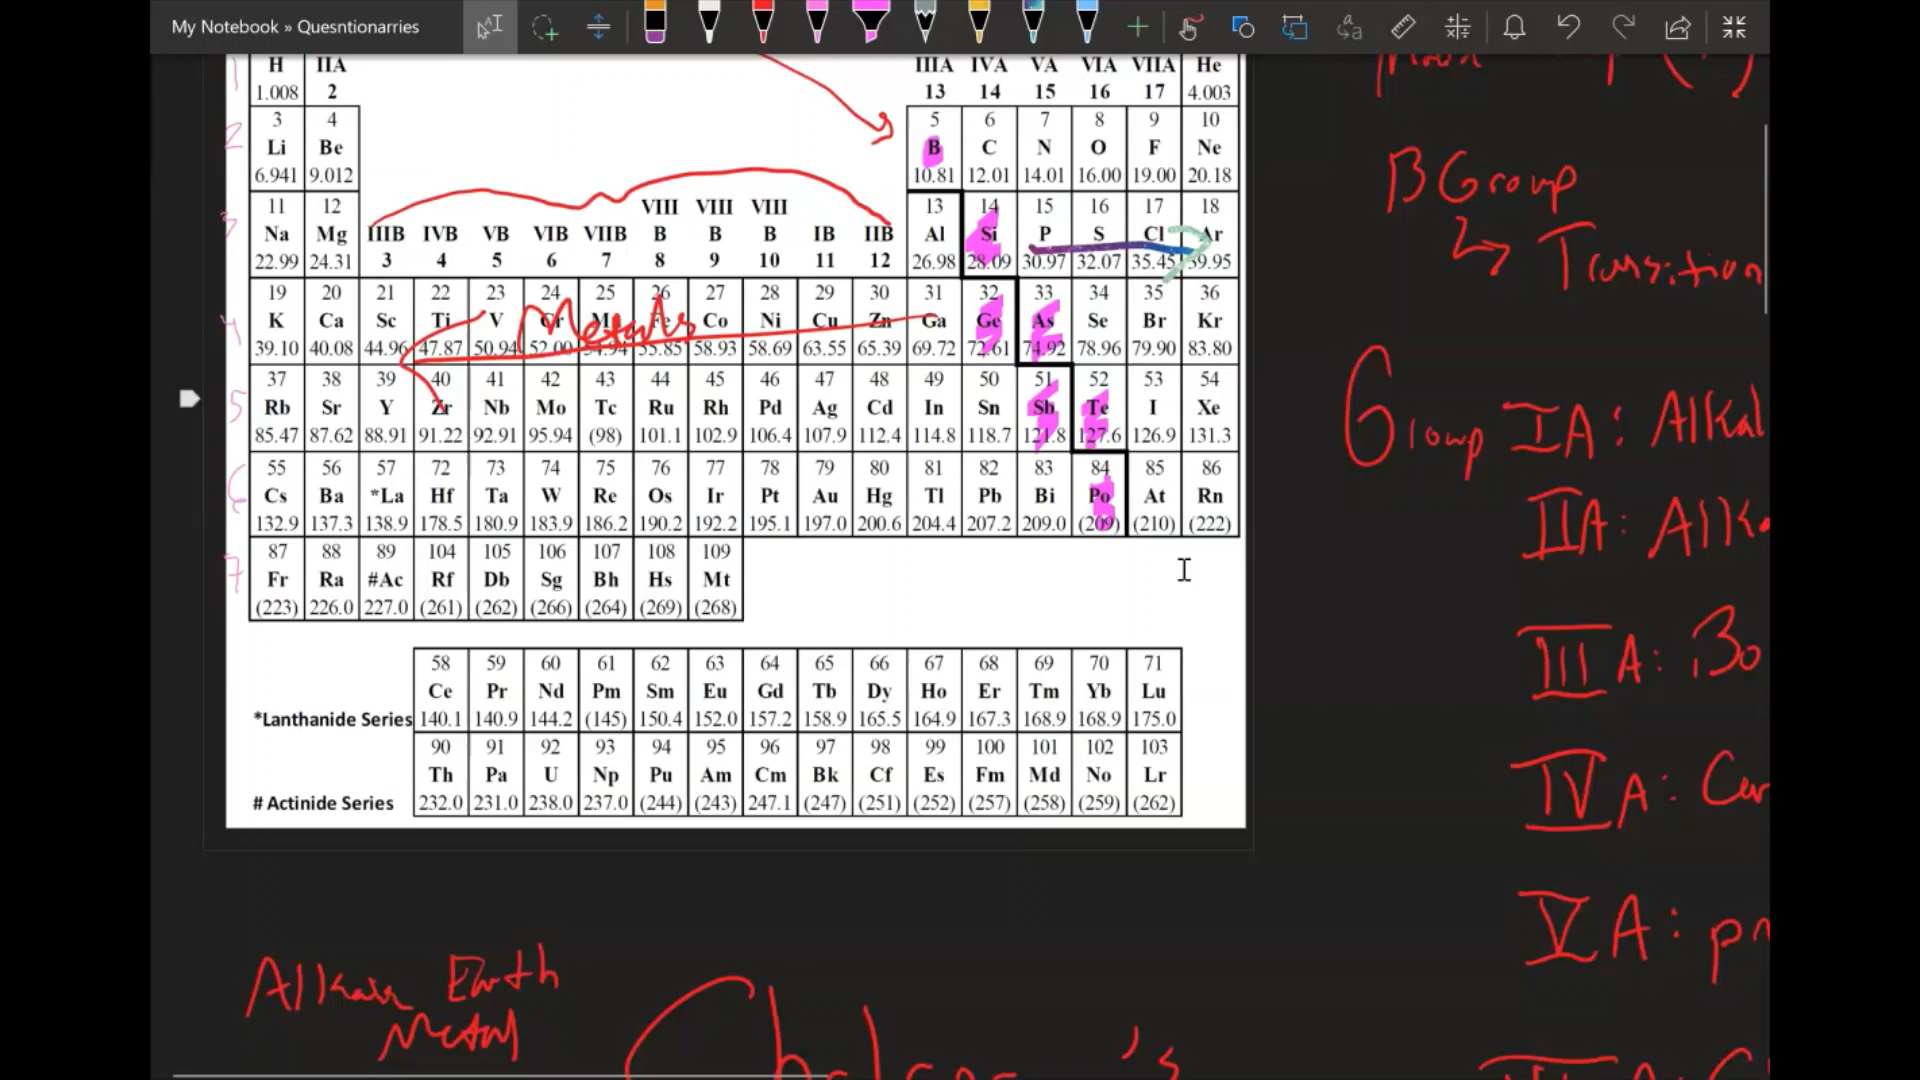 My Notebook » Quesntionarries
H IIA IIIA IVA VA VIA VIIA He
1.008 2 13 14 15 16 17 4.003
3 4 5 6 7 8 9 10
Li Be B C N O F Ne
6.941 9.012 10.81 12.01 14.01 16.00 19.00 20.18
11 12 VIII VIII VIII 13 14 15 16 17 18
Na Mg IIIB IVB VB VIB VIIB B B B IB IIB Al Si P S Cl Ar
22.99 24.31 3 4 5 6 7 8 9 10 11 12 26.98 28.09 30.97 32.07 35.45 39.95
19 20 21 22 23 24 25 26 27 28 29 30 31 32 33 34 35 36
K Ca Sc Ti V Cr Mn Fe Co Ni Cu Zn Ga Ge As Se Br Kr
39.10 40.08 44.96 47.87 50.94 52.00 54.94 55.85 58.93 58.69 63.55 65.39 69.72 72.61 74.92 78.96 79.90 83.80
37 38 39 40 41 42 43 44 45 46 47 48 49 50 51 52 53 54
Rb Sr Y Zr Nb Mo Tc Ru Rh Pd Ag Cd In Sn Sb Te I Xe
85.47 87.62 88.91 91.22 92.91 95.94 (98) 101.1 102.9 106.4 107.9 112.4 114.8 118.7 121.8 127.6 126.9 131.3
55 56 57 72 73 74 75 76 77 78 79 80 81 82 83 84 85 86
Cs Ba *La Hf Ta W Re Os Ir Pt Au Hg Tl Pb Bi Po At Rn
132.9 137.3 138.9 178.5 180.9 183.9 186.2 190.2 192.2 195.1 197.0 200.6 204.4 207.2 209.0 (209) (210) (222)
87 88 89 104 105 106 107 108 109
Fr Ra #Ac Rf Db Sg Bh Hs Mt
(223) 226.0 227.0 (261) (262) (266) (264) (269) (268)
58 59 60 61 62 63 64 65 66 67 68 69 70 71
Ce Pr Nd Pm Sm Eu Gd Tb Dy Ho Er Tm Yb Lu
*Lanthanide Series 140.1 140.9 144.2 (145) 150.4 152.0 157.2 158.9 165.5 164.9 167.3 168.9 168.9 175.0
90 91 92 93 94 95 96 97 98 99 100 101 102 103
Th Pa U Np Pu Am Cm Bk Cf Es Fm Md No Lr
# Actinide Series 232.0 231.0 238.0 237.0 (244) (243) 247.1 (247) (251) (252) (257) (258) (259) (262)
1
2
3
4
5
6
7
Metals
B Group
Transition
Group IA: Alkal
IIA: Alka
IIIA: Bo
IVA: Car
VA: pn
Alkain Earth
Metal